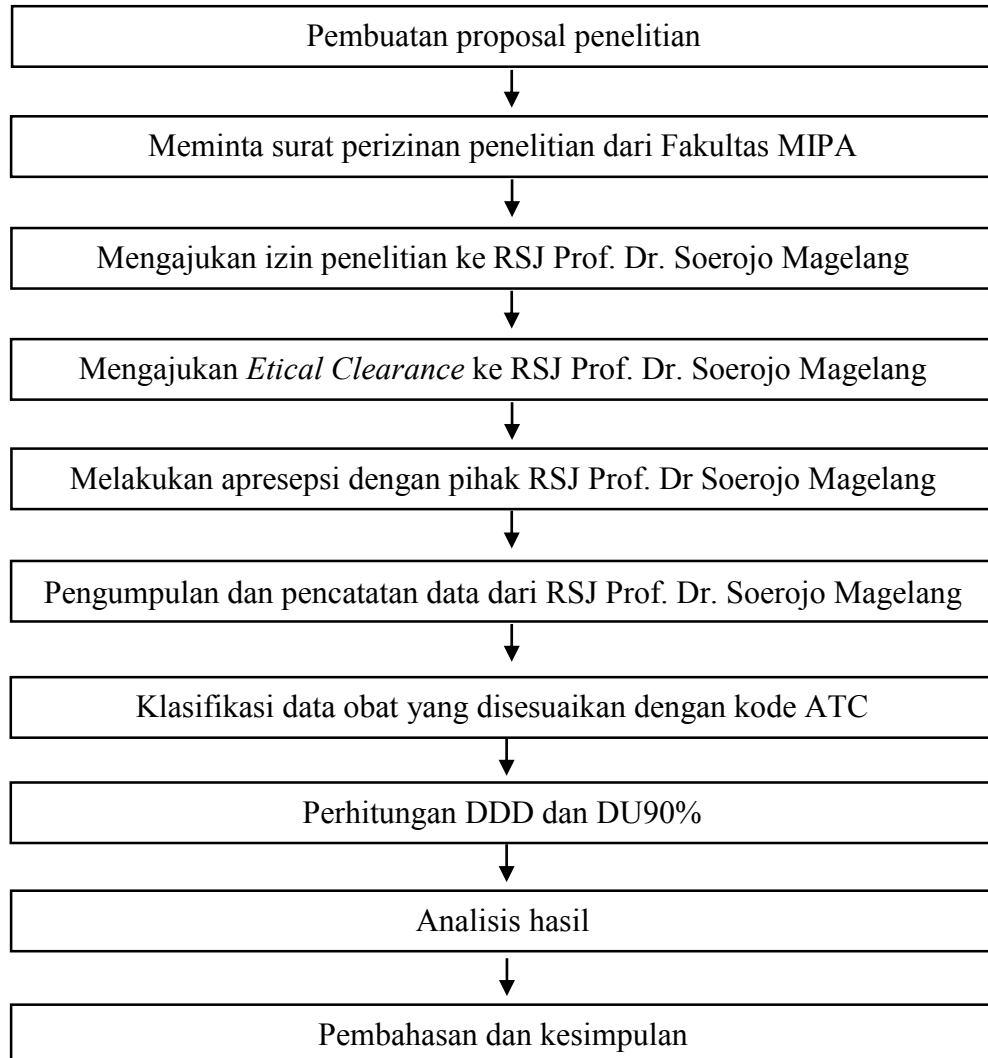 Pembuatan proposal penelitian
Meminta surat perizinan penelitian dari Fakultas MIPA
Mengajukan izin penelitian ke RSJ Prof. Dr. Soerojo Magelang
Mengajukan Etical Clearance ke RSJ Prof. Dr. Soerojo Magelang
Melakukan apresepsi dengan pihak RSJ Prof. Dr Soerojo Magelang
Pengumpulan dan pencatatan data dari RSJ Prof. Dr. Soerojo Magelang
Klasifikasi data obat yang disesuaikan dengan kode ATC
Perhitungan DDD dan DU90%
Analisis hasil
Pembahasan dan kesimpulan